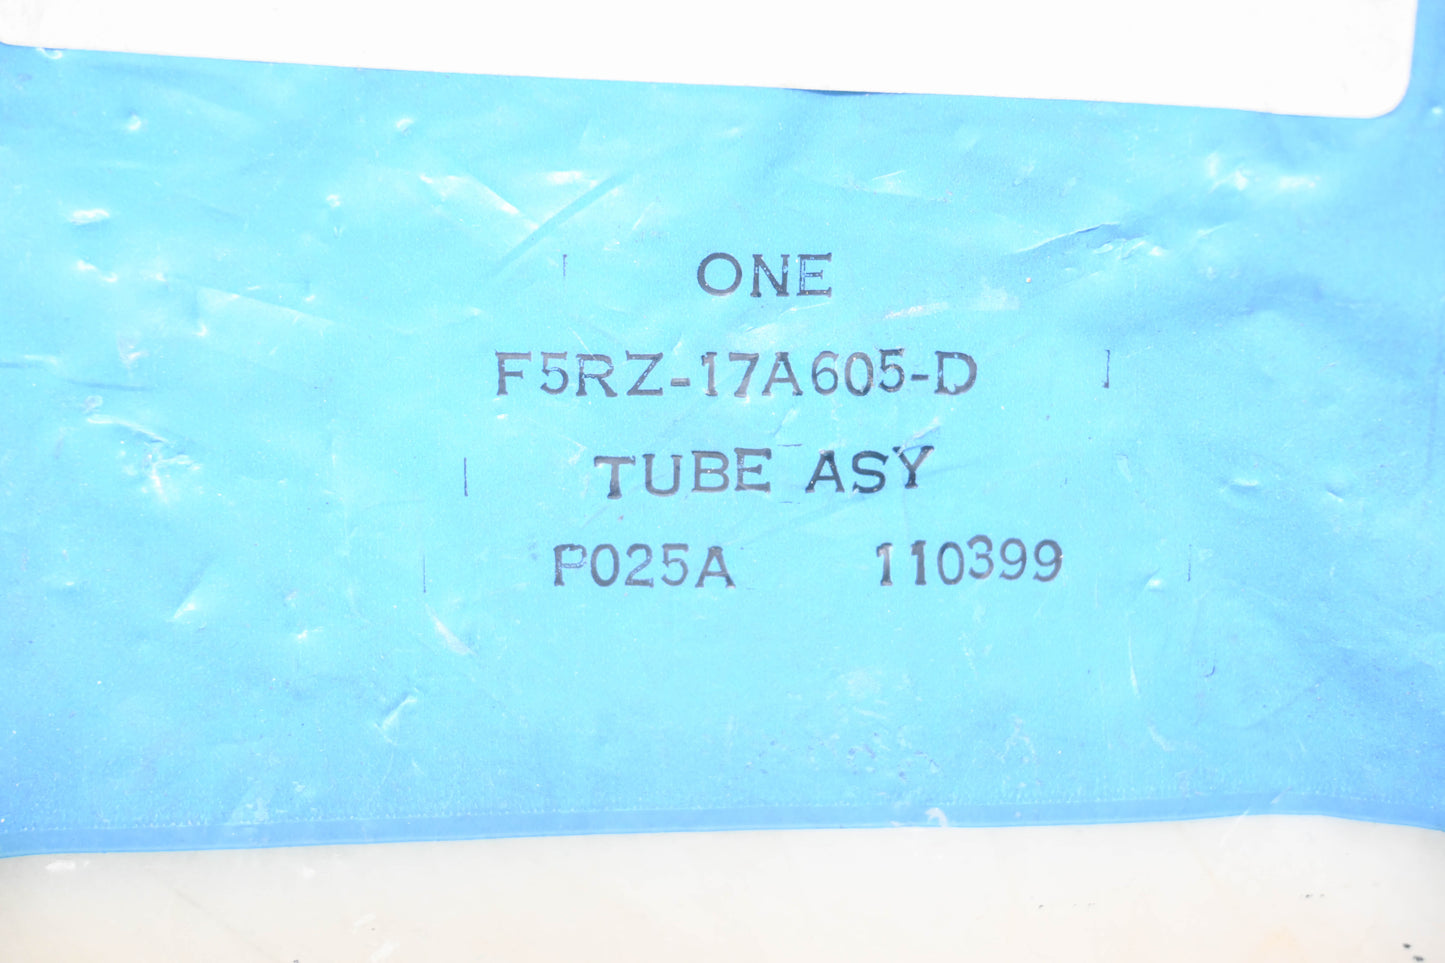 ONE
F5RZ-17A605-D
TUBE ASY
P025A 110399